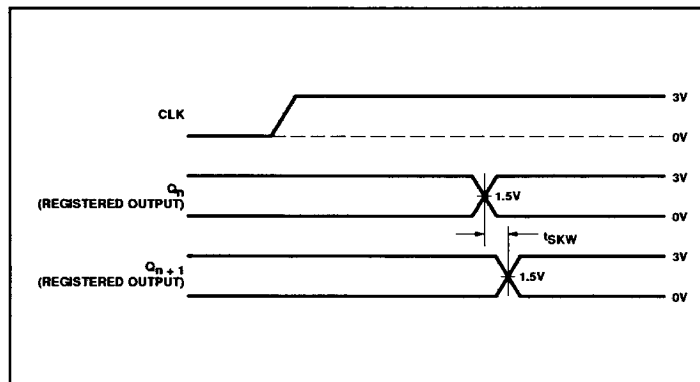 CLK
3V
0V
Qn
(REGISTERED OUTPUT)
3V
1.5V
0V
tSKW
Qn + 1
(REGISTERED OUTPUT)
3V
1.5V
0V